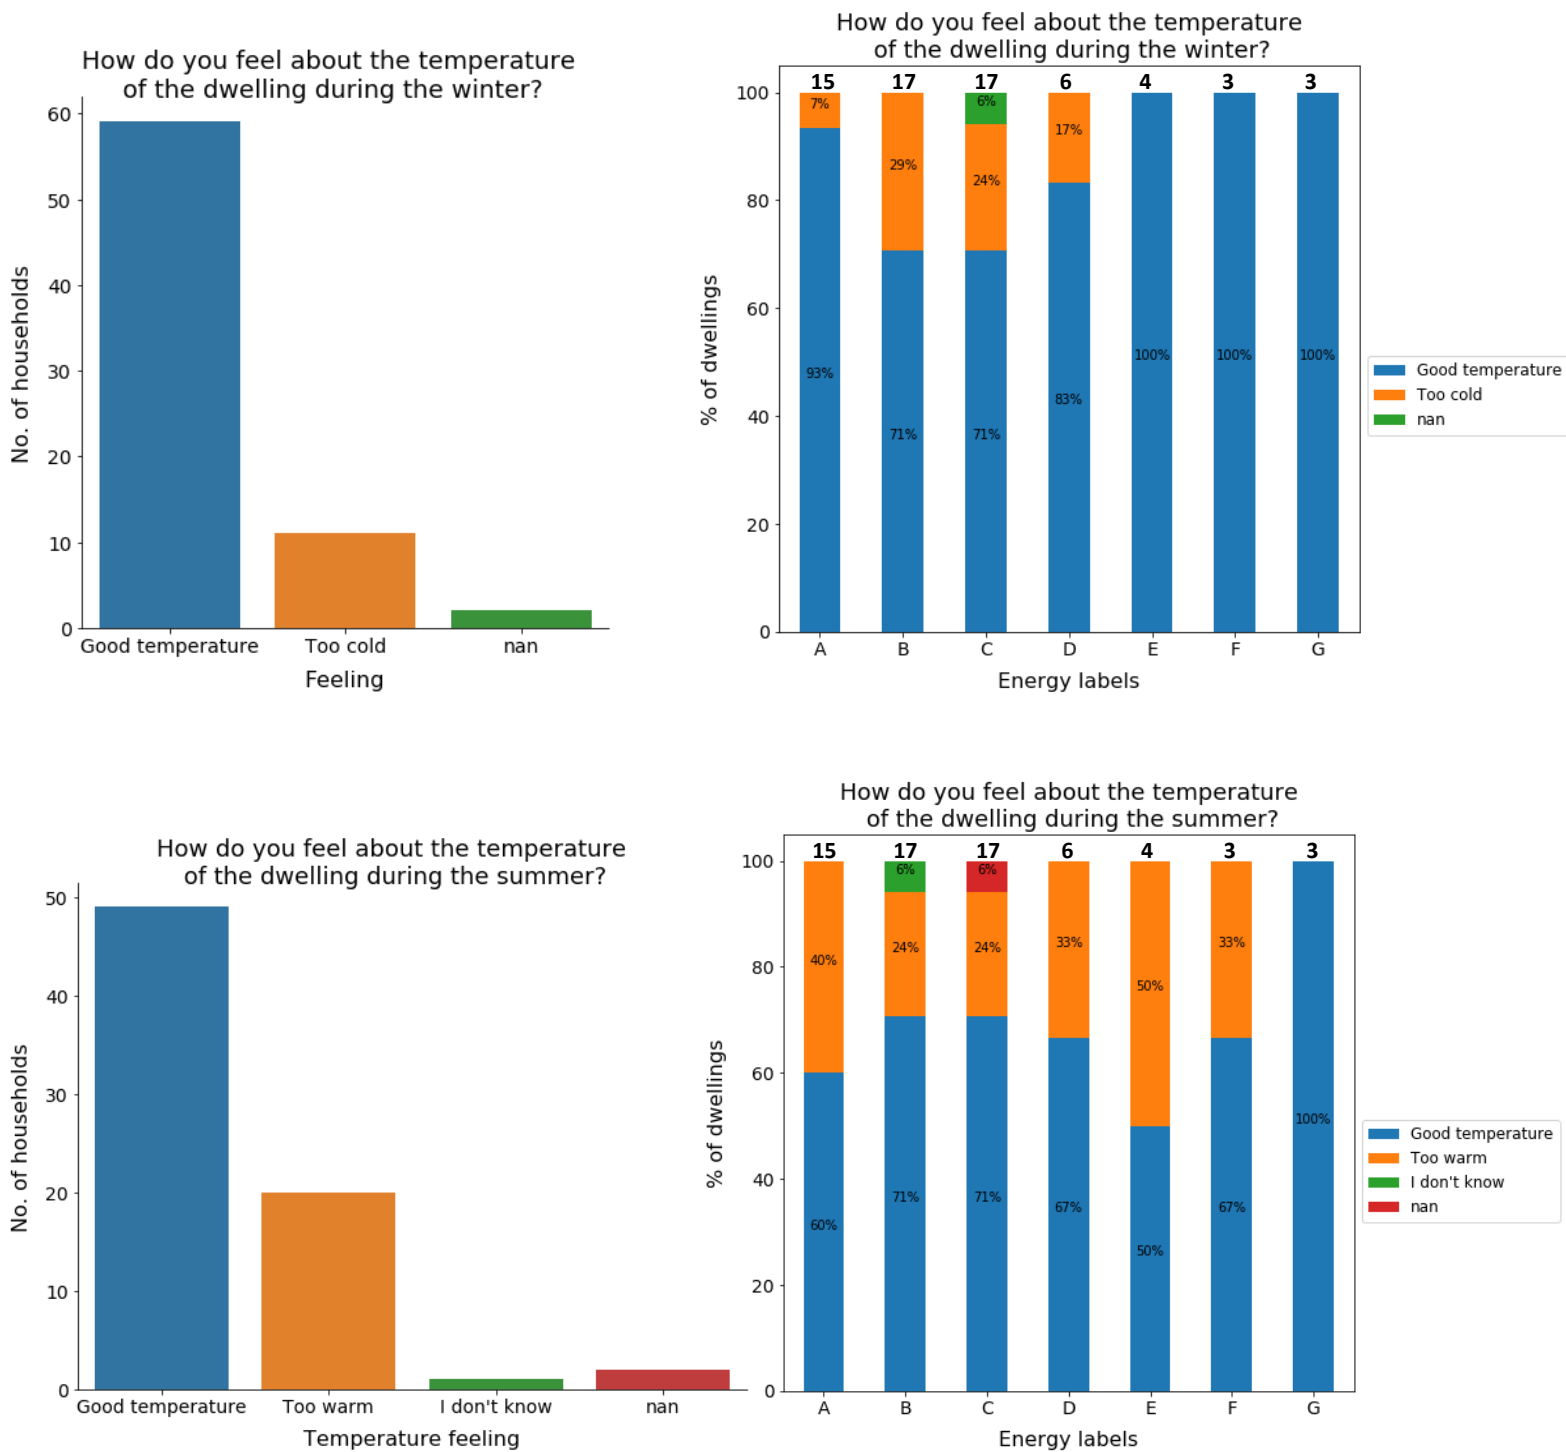 How do you feel about the temperature
of the dwelling during the winter?
No. of households
60
50
40
30
20
10
0
Good temperature Too cold nan
Feeling
How do you feel about the temperature
of the dwelling during the winter?
15 17 17 6 4 3 3
% of dwellings
100
80
60
40
20
0
7% 6%
17%
29% 24%
93% 71% 71% 83% 100% 100% 100%
A B C D E F G
Energy labels
Good temperature
Too cold
nan
How do you feel about the temperature
of the dwelling during the summer?
No. of households
50
40
30
20
10
0
Good temperature Too warm I don't know nan
Temperature feeling
How do you feel about the temperature
of the dwelling during the summer?
15 17 17 6 4 3 3
% of dwellings
100
80
60
40
20
0
6% 6%
40% 24% 24% 33% 50% 33%
60% 71% 71% 67% 50% 67% 100%
A B C D E F G
Energy labels
Good temperature
Too warm
I don't know
nan